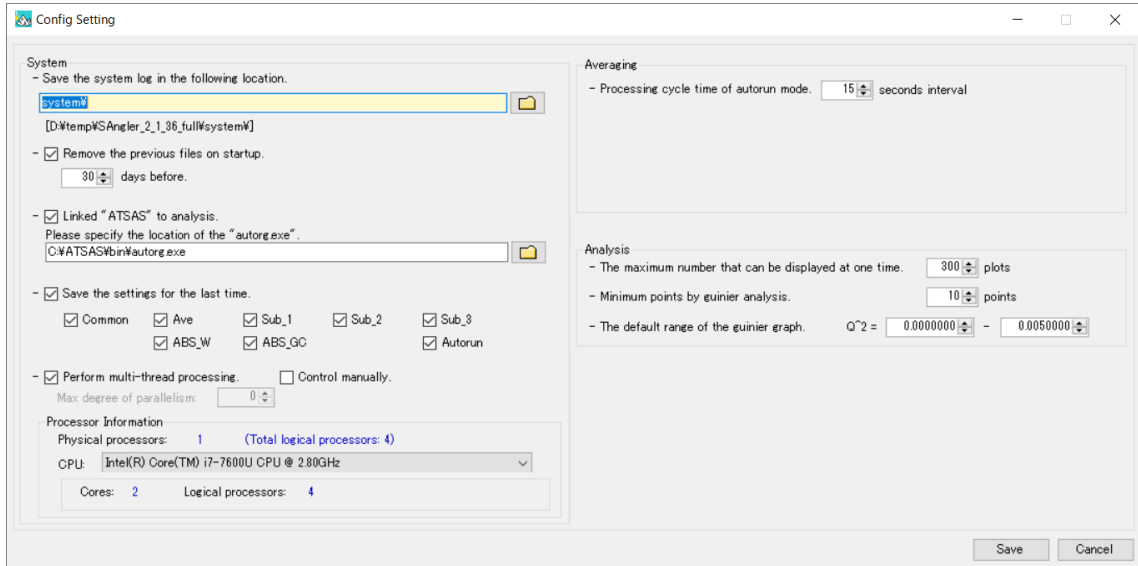 Config Setting
System
- Save the system log in the following location.
system¥
[D:¥temp¥SAngler_2_1_36_full¥system¥]
- Remove the previous files on startup.
30 days before.
- Linked "ATSAS" to analysis.
Please specify the location of the "autorg.exe".
C:¥ATSAS¥bin¥autorg.exe
- Save the settings for the last time.
Common Ave Sub_1 Sub_2 Sub_3
ABS_W ABS_GC Autorun
- Perform multi-thread processing. Control manually.
Max degree of parallelism: 0
Processor Information
Physical processors: 1 (Total logical processors: 4)
CPU: Intel(R) Core(TM) i7-7600U CPU @ 2.80GHz
Cores: 2 Logical processors: 4
Averaging
- Processing cycle time of autorun mode. 15 seconds interval
Analysis
- The maximum number that can be displayed at one time. 300 plots
- Minimum points by guinier analysis. 10 points
- The default range of the guinier graph. Q^2 = 0.0000000 - 0.0050000
Save Cancel